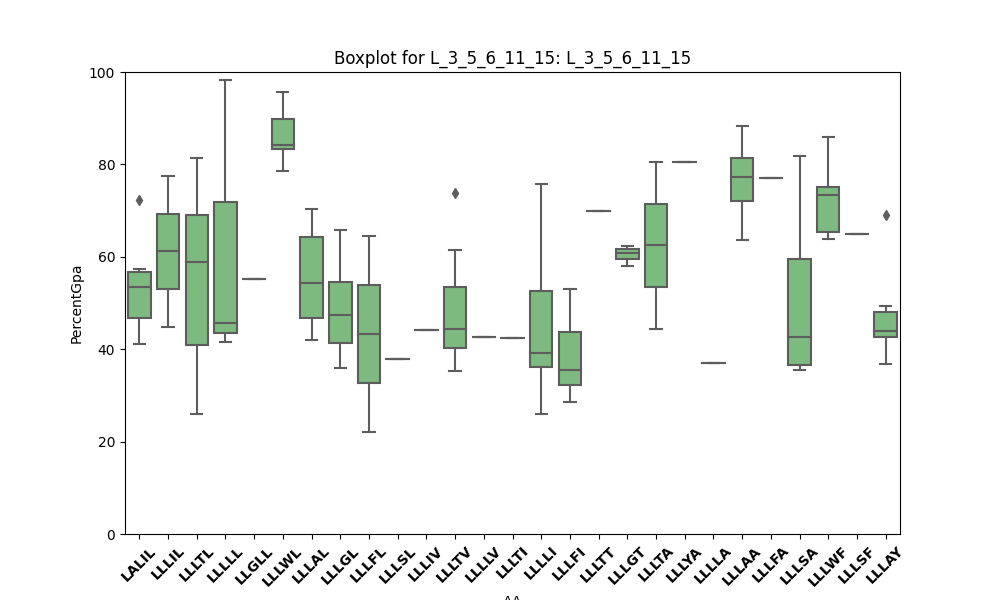 Boxplot for L_3_5_6_11_15: L_3_5_6_11_15
100
80
60
40
20
0
PercentGpa
LALIL LLLIL LLLTL LLLLL LLGLL LLLWL LLLAL LLLGL LLLFL LLLSL LLLIV LLLTV LLLLV LLLTI LLLLI LLLFI LLLTT LLLGT LLLTA LLLYA LLLLA LLLAA LLLFA LLLSA LLLWF LLLSF LLLAY
AA